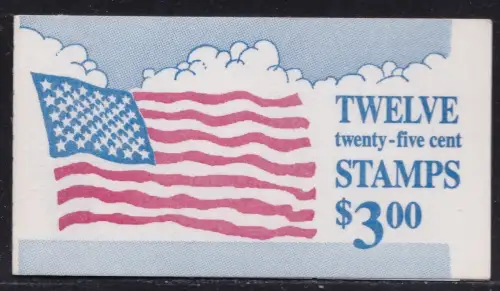 TWELVE
twenty-five cent
STAMPS
$3.00